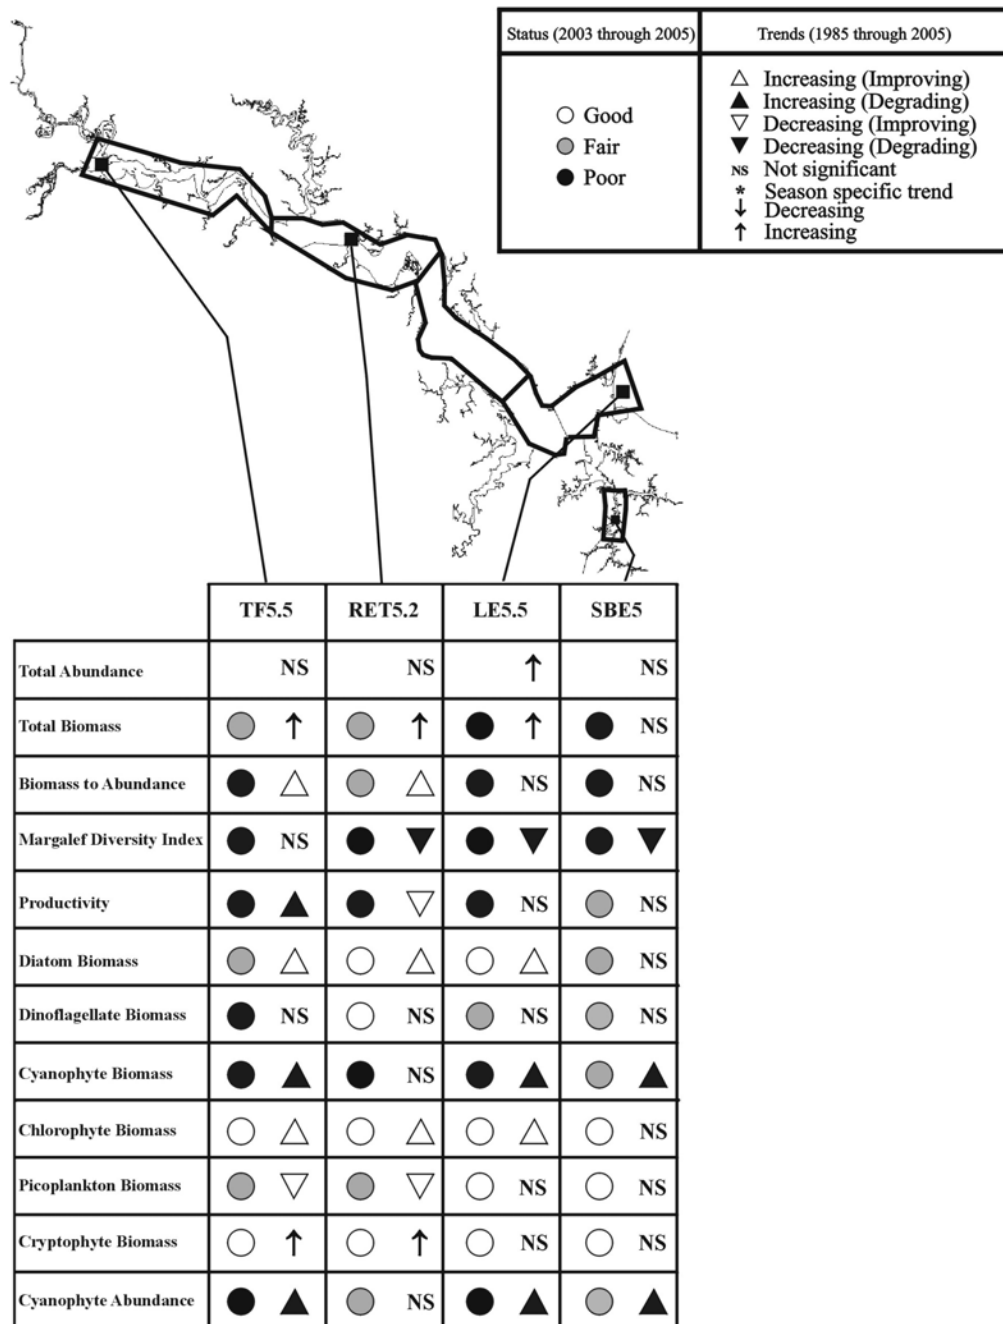 Status (2003 through 2005) Trends (1985 through 2005)
Good
Fair
Poor
Increasing (Improving)
Increasing (Degrading)
Decreasing (Improving)
Decreasing (Degrading)
NS Not significant
* Season specific trend
↓ Decreasing
↑ Increasing
TF5.5 RET5.2 LE5.5 SBE5
Total Abundance NS NS ↑ NS
Total Biomass ↑ ↑ ↑ NS
Biomass to Abundance NS NS
Margalef Diversity Index NS
Productivity NS NS
Diatom Biomass NS
Dinoflagellate Biomass NS NS NS NS
Cyanophyte Biomass NS
Chlorophyte Biomass NS
Picoplankton Biomass NS NS
Cryptophyte Biomass ↑ ↑ NS NS
Cyanophyte Abundance NS